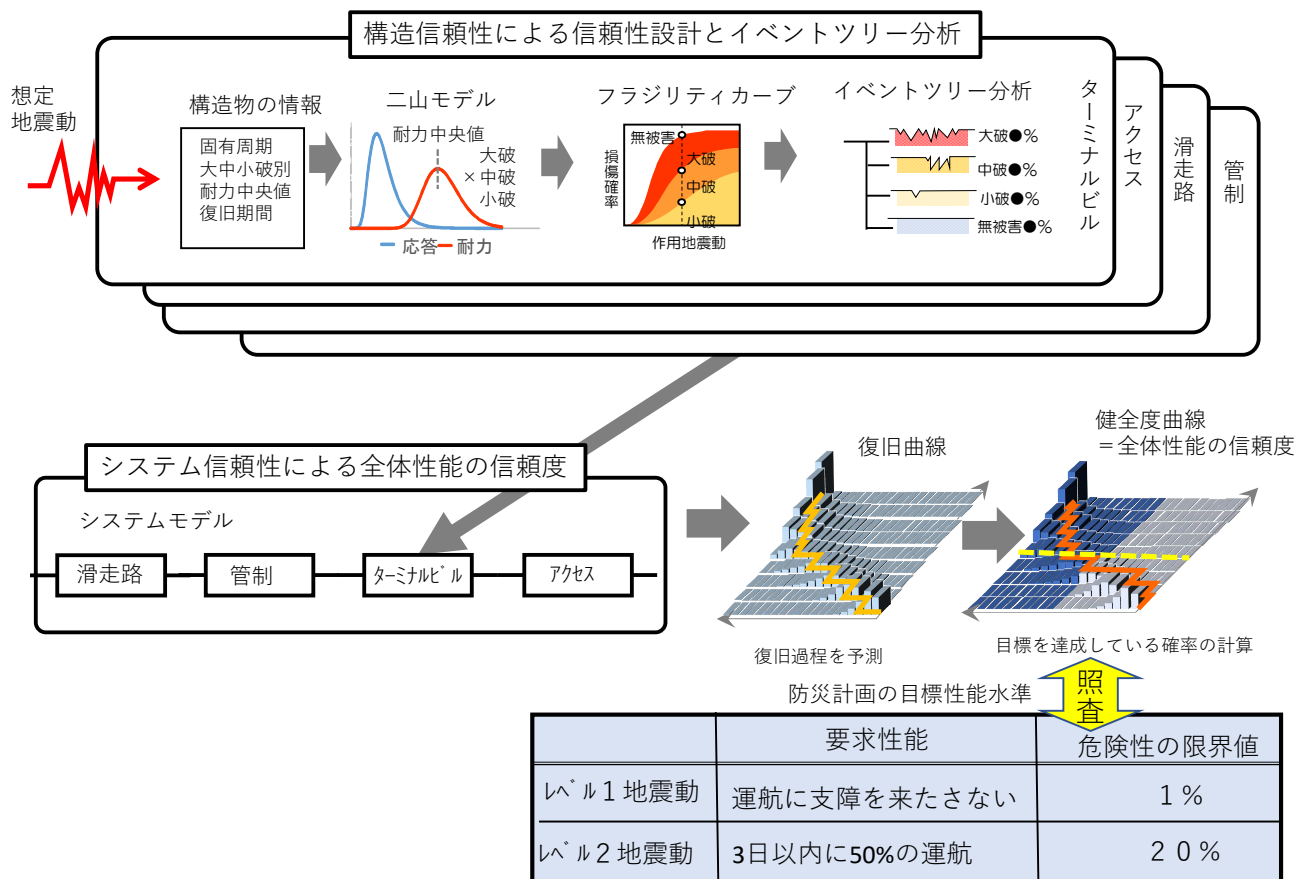 構造信頼性による信頼性設計とイベントツリー分析
想定
地震動
構造物の情報
固有周期
大中小破別
耐力中央値
復旧期間
二山モデル
耐力中央値
大破
×中破
小破
応答
耐力
フラジリティカーブ
損傷確率
無被害
大破
中破
小破
作用地震動
イベントツリー分析
大破●%
中破●%
小破●%
無被害●%
ターミナルビル
アクセス
滑走路
管制
システム信頼性による全体性能の信頼度
システムモデル
滑走路
管制
ﾀｰﾐﾅﾙﾋﾞﾙ
ｱｸｾｽ
復旧曲線
復旧過程を予測
健全度曲線
＝全体性能の信頼度
目標を達成している確率の計算
照査
防災計画の目標性能水準
要求性能 危険性の限界値
ﾚﾍﾞﾙ１地震動 運航に支障を来たさない １%
ﾚﾍﾞﾙ２地震動 3日以内に50%の運航 ２０%